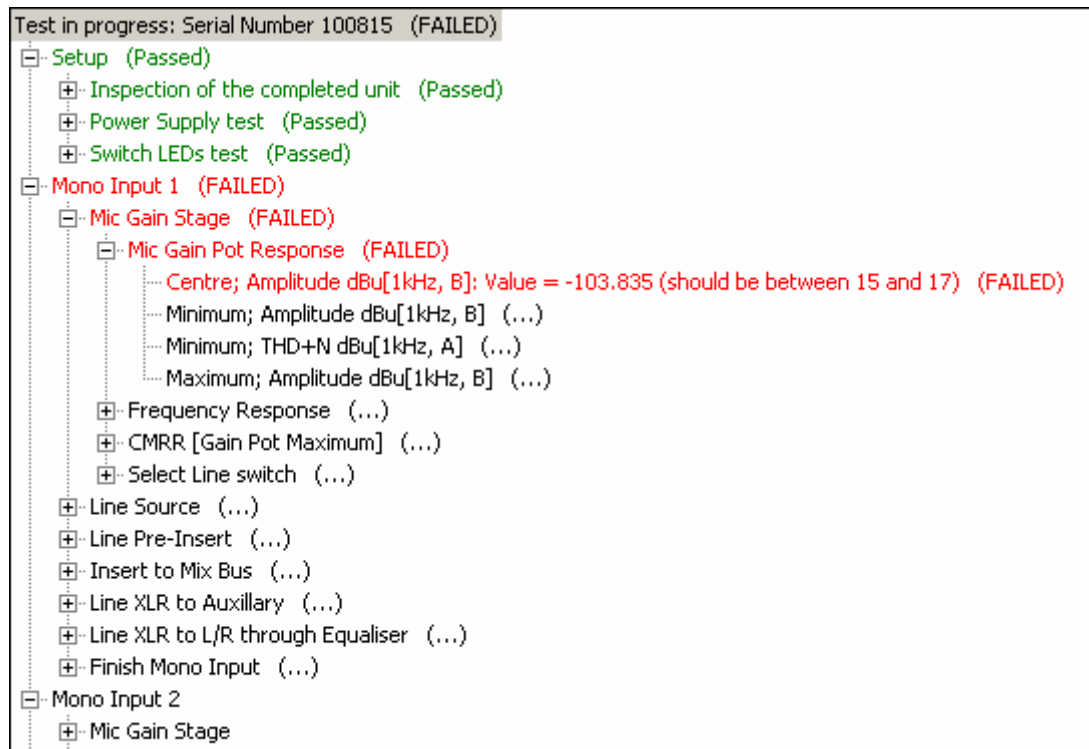 Test in progress: Serial Number 100815 (FAILED)
Setup (Passed)
Inspection of the completed unit (Passed)
Power Supply test (Passed)
Switch LEDs test (Passed)
Mono Input 1 (FAILED)
Mic Gain Stage (FAILED)
Mic Gain Pot Response (FAILED)
Centre; Amplitude dBu[1kHz, B]: Value = -103.835 (should be between 15 and 17) (FAILED)
Minimum; Amplitude dBu[1kHz, B] (...)
Minimum; THD+N dBu[1kHz, A] (...)
Maximum; Amplitude dBu[1kHz, B] (...)
Frequency Response (...)
CMRR [Gain Pot Maximum] (...)
Select Line switch (...)
Line Source (...)
Line Pre-Insert (...)
Insert to Mix Bus (...)
Line XLR to Auxillary (...)
Line XLR to L/R through Equaliser (...)
Finish Mono Input (...)
Mono Input 2
Mic Gain Stage